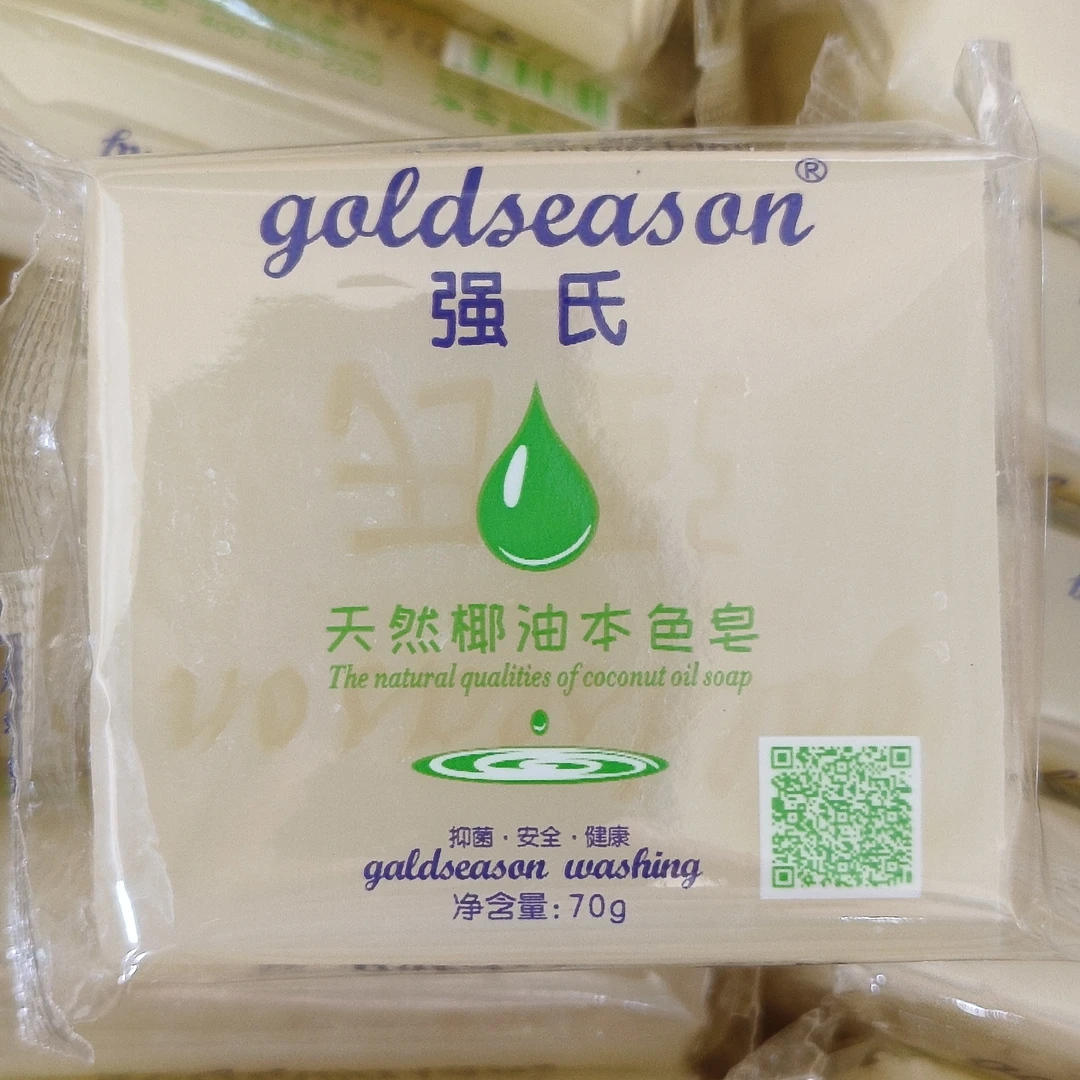 goldseason®
强氏
天然椰油本色皂
The natural qualities of coconut oil soap
抑菌·安全·健康
galdseason washing
净含量:70g